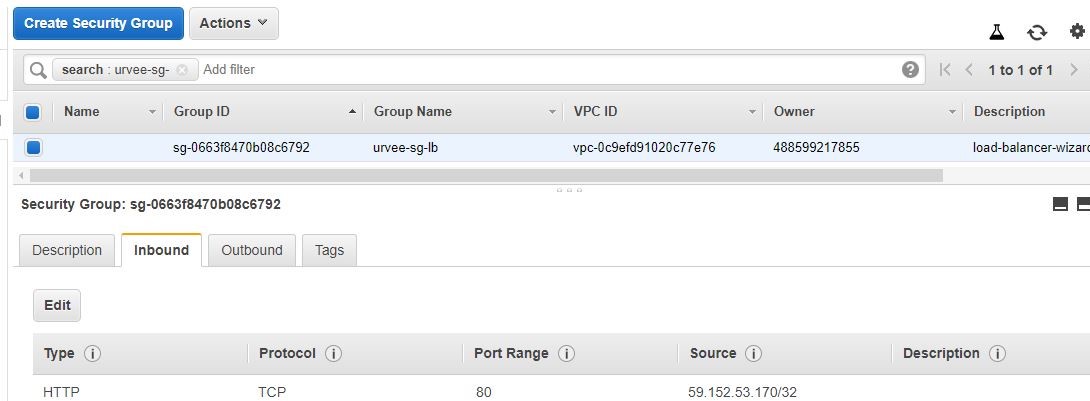 Create Security Group Actions
search : urvee-sg- Add filter 1 to 1 of 1
Name Group ID Group Name VPC ID Owner Description
sg-0663f8470b08c6792 urvee-sg-lb vpc-0c9efd91020c77e76 488599217855 load-balancer-wizard
Security Group: sg-0663f8470b08c6792
Description Inbound Outbound Tags
Edit
Type Protocol Port Range Source Description
HTTP TCP 80 59.152.53.170/32